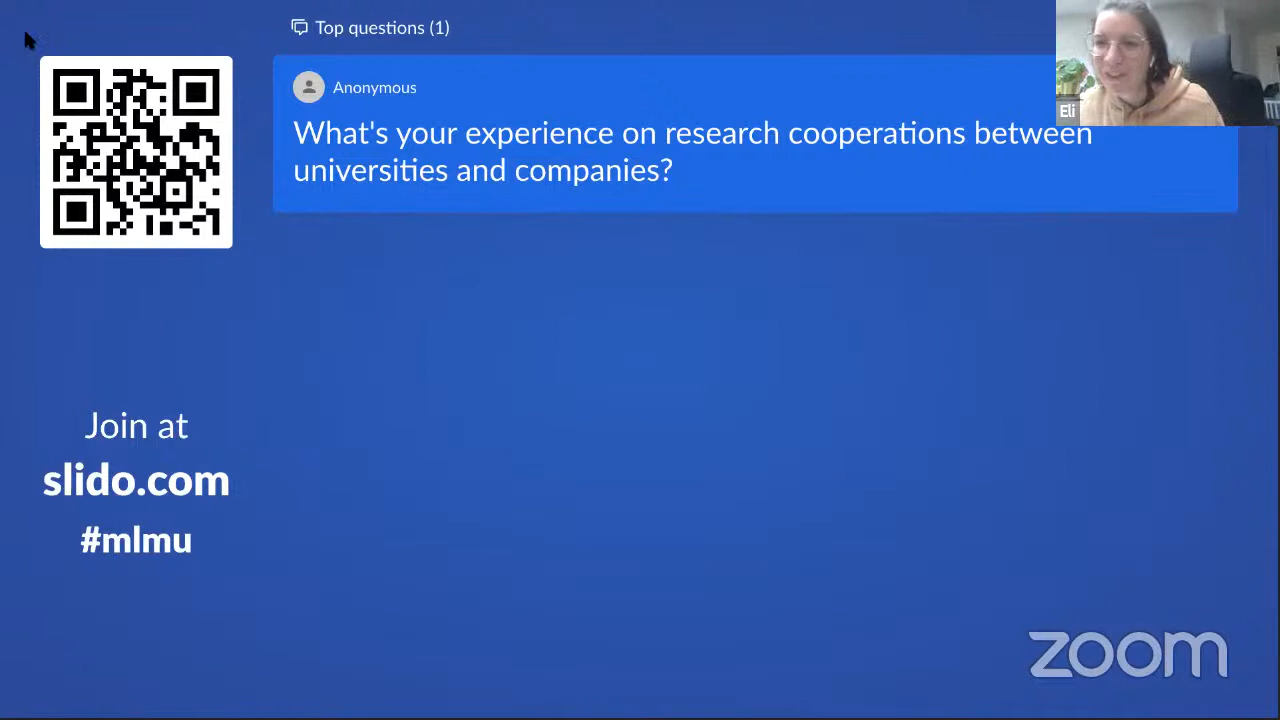 Top questions (1)
Anonymous
What's your experience on research cooperations between
universities and companies?
Eli
Join at
slido.com
#mlmu
zoom